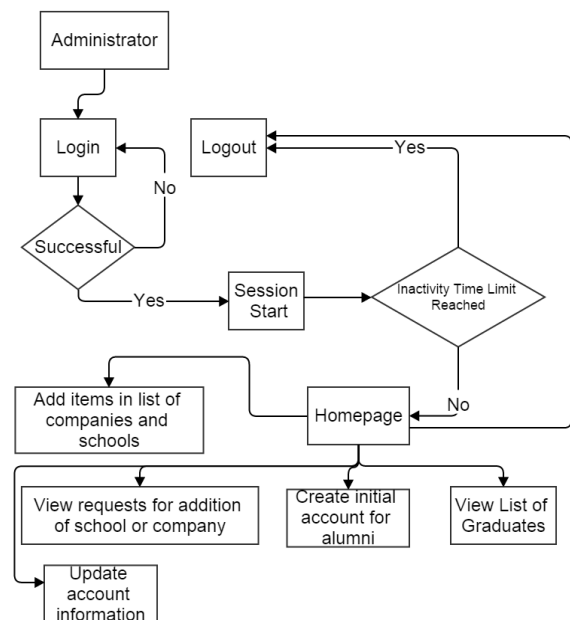 Administrator
Login
Logout
Yes
No
Successful
Inactivity Time Limit
Reached
Session
Start
Yes
No
Add items in list of
companies and
schools
Homepage
View requests for addition
of school or company
Create initial
account for
alumni
View List of
Graduates
Update
account
information